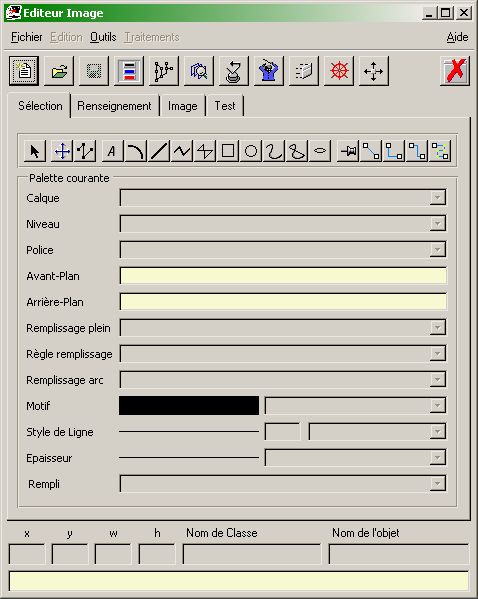 Editeur Image
Fichier Edition Outils Traitements Aide
Sélection Renseignement Image Test
A
Palette courante
Calque
Niveau
Police
Avant-Plan
Arrière-Plan
Remplissage plein
Règle remplissage
Remplissage arc
Motif
Style de Ligne
Epaisseur
Rempli
x y w h Nom de Classe Nom de l'objet